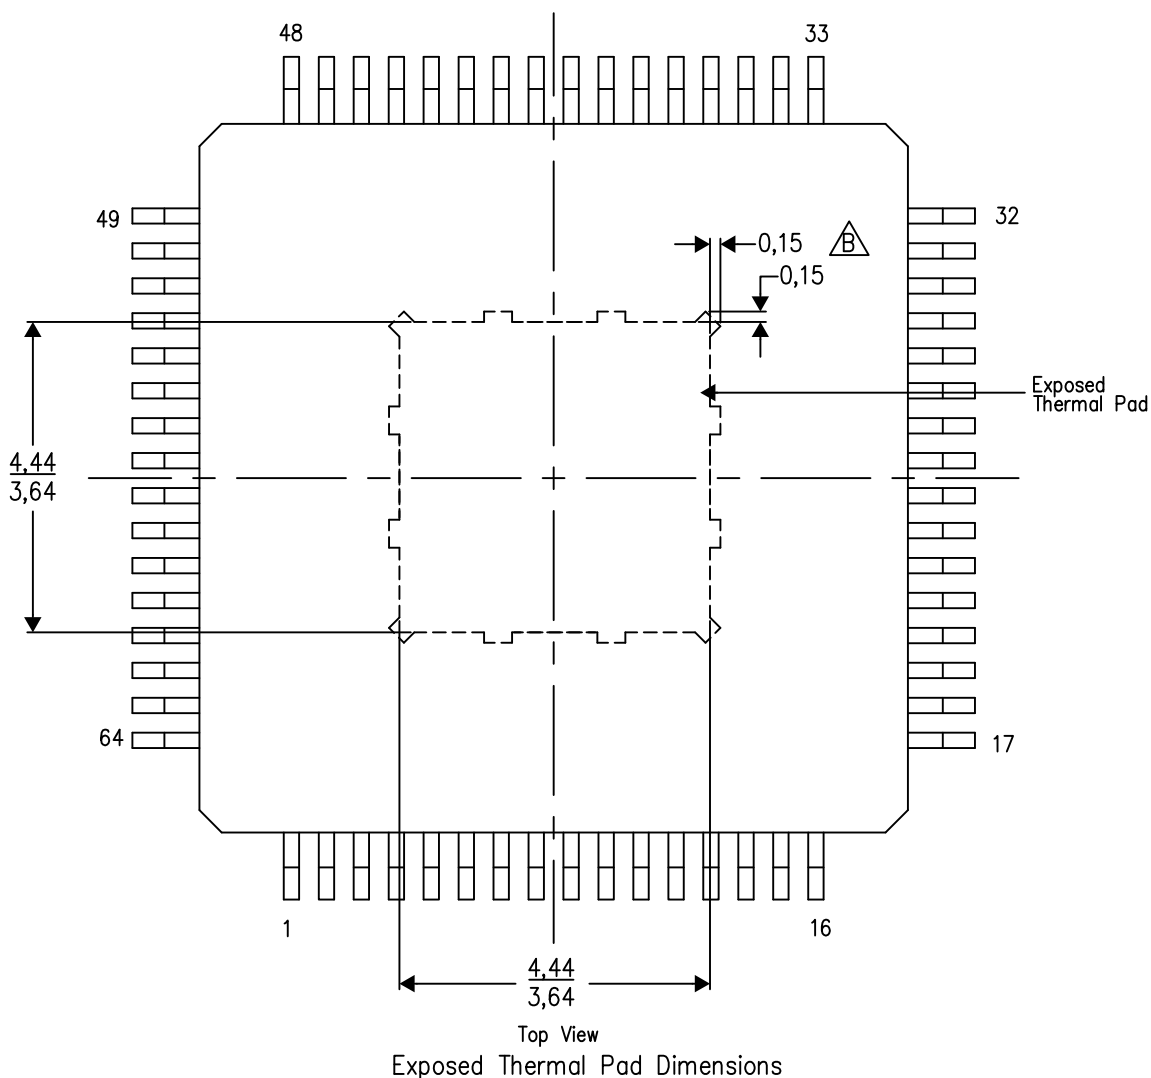 48
33
49
32
0,15
B
0,15
Exposed
Thermal Pad
4,44
3,64
64
17
1
16
4,44
3,64
Top View
Exposed Thermal Pad Dimensions